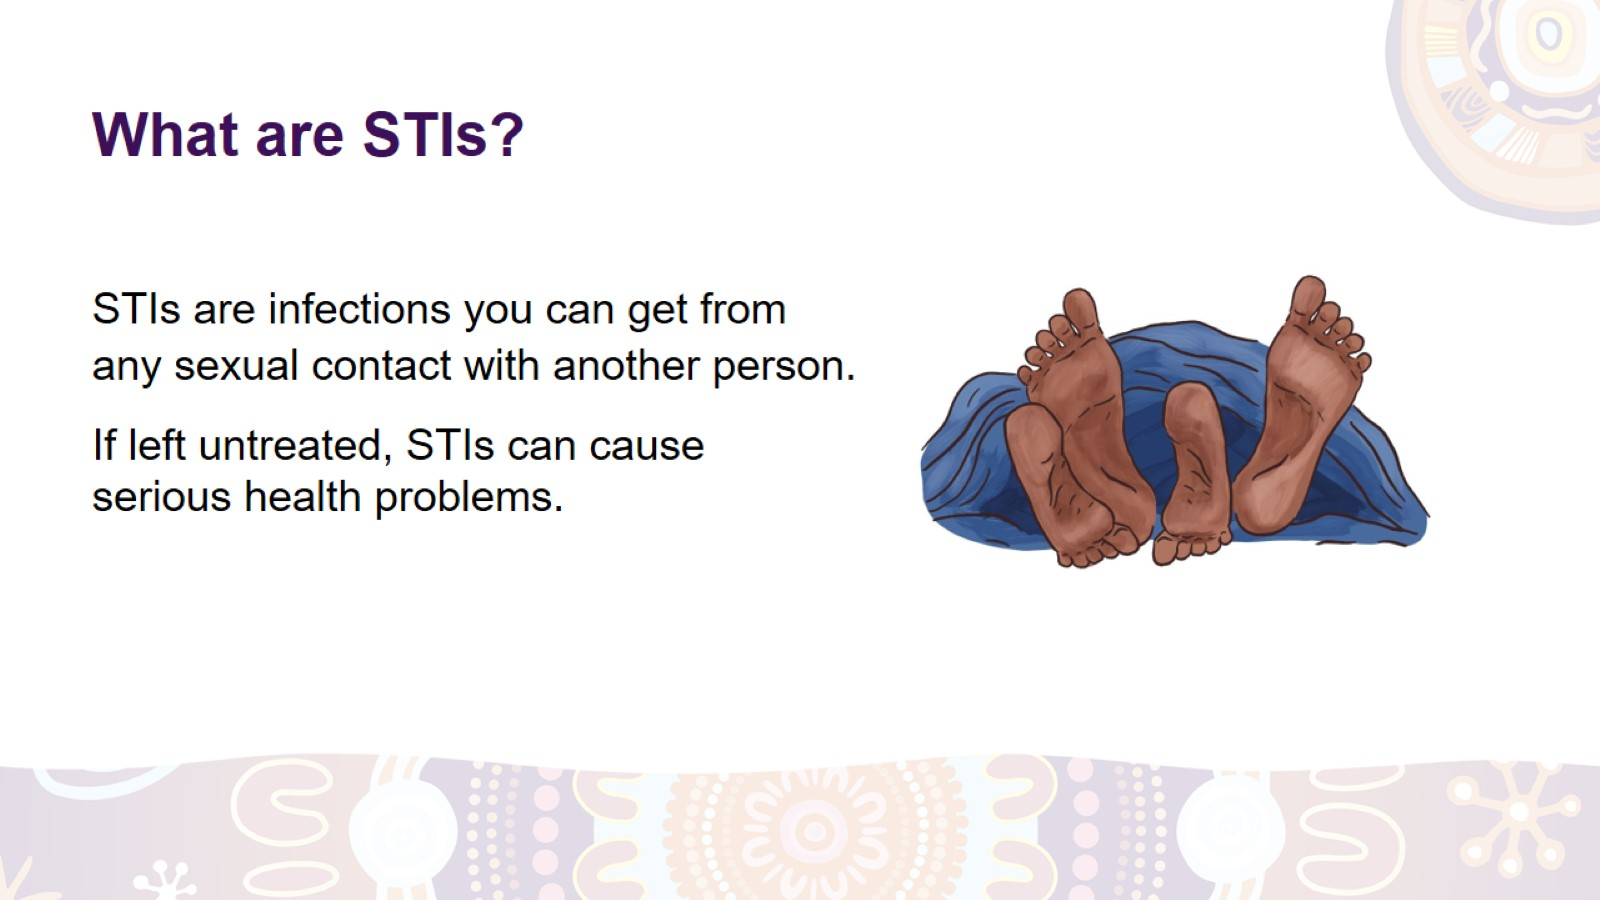 What are STIs?
STIs are infections you can get from
any sexual contact with another person.
If left untreated, STIs can cause
serious health problems.